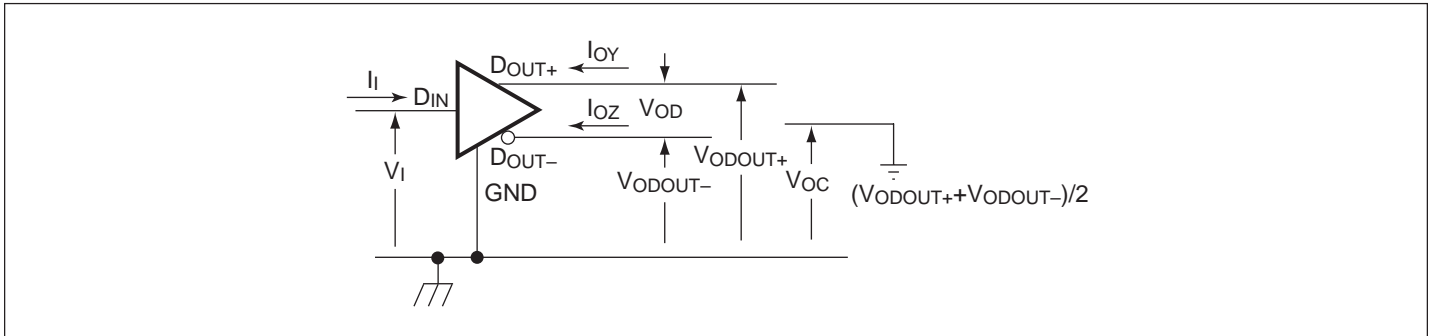 IOY
DOUT+
II
DIN
VOD
IOZ
DOUT–
VODOUT+
VI
VODOUT–
VOC
GND
(VODOUT++VODOUT–)/2